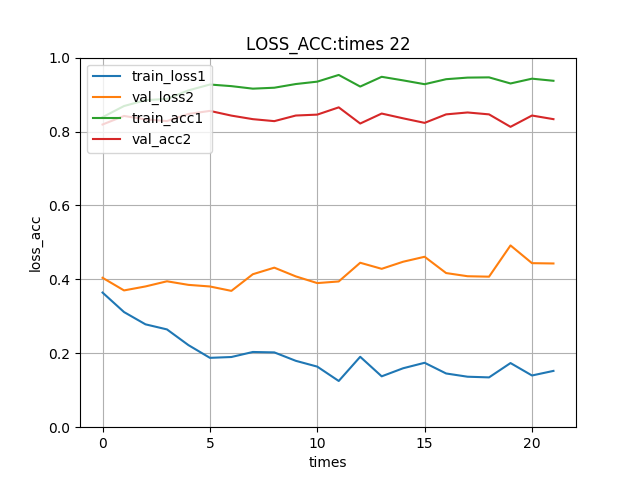 LOSS_ACC:times 22
train_loss1
val_loss2
train_acc1
val_acc2
1.0
0.8
0.6
0.4
0.2
0.0
loss_acc
0 5 10 15 20
times